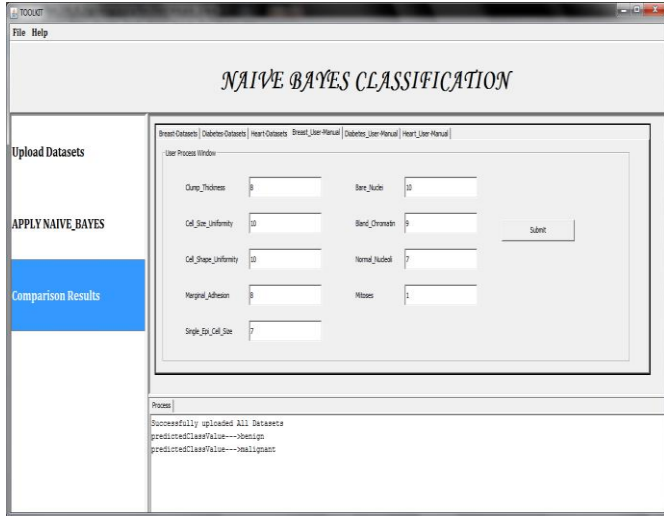 TOOLKIT
File Help
NAIVE BAYES CLASSIFICATION
Upload Datasets
APPLY NAIVE_BAYES
Comparison Results
Breast-Datasets Diabetes-Datasets Heart-Datasets Breast_User-Manual Diabetes_User-Manual Heart_User-Manual
User Process Window
Clump_Thickness 8 Bare_Nuclei 10
Cell_Size_Uniformity 10 Bland_Chromatin 9 Submit
Cell_Shape_Uniformity 10 Normal_Nucleoli 7
Marginal_Adhesion 8 Mitoses 1
Single_Epi_Cell_Size 7
Process
Successfully uploaded All Datasets
predictedClassValue--->benign
predictedClassValue--->malignant